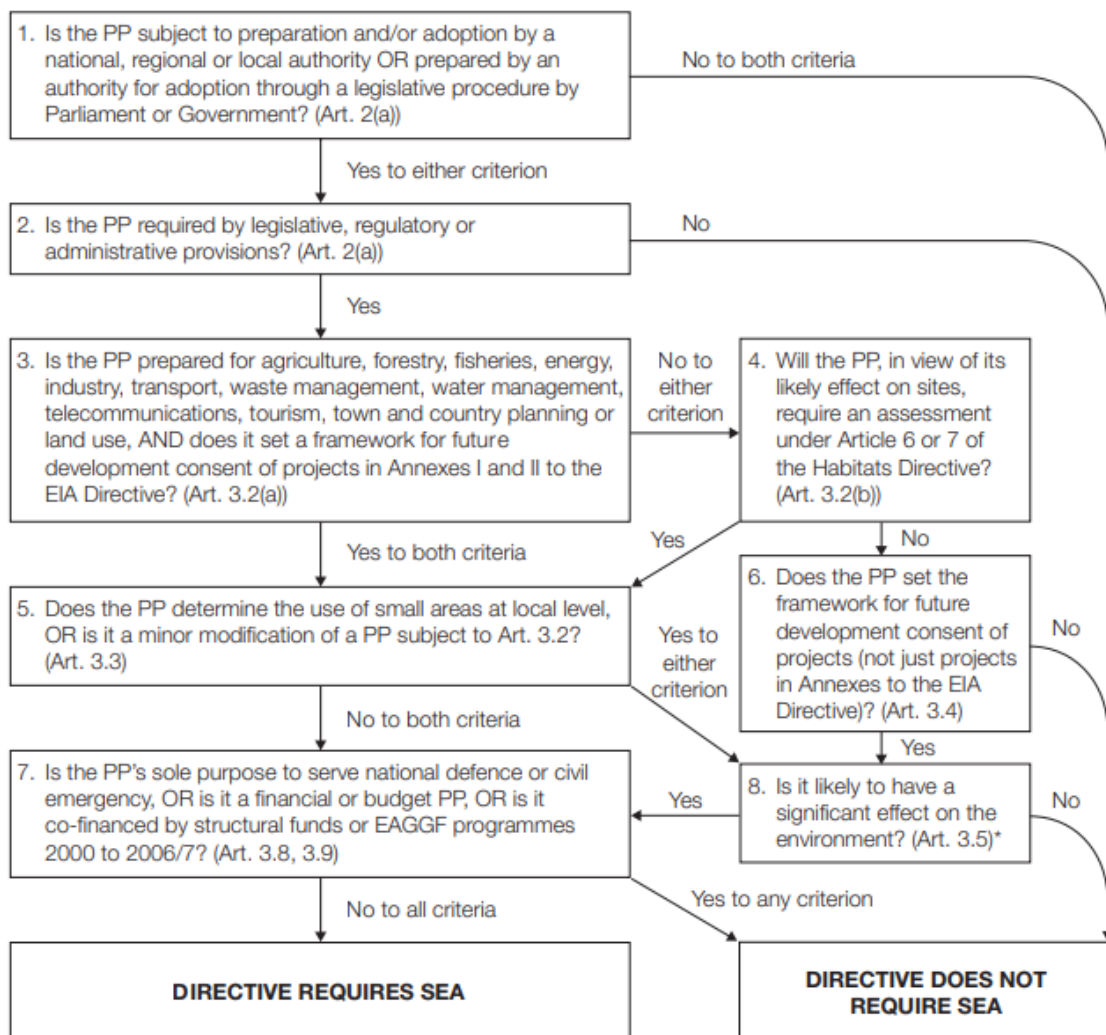 1. Is the PP subject to preparation and/or adoption by a
national, regional or local authority OR prepared by an
authority for adoption through a legislative procedure by
Parliament or Government? (Art. 2(a))
No to both criteria
Yes to either criterion
2. Is the PP required by legislative, regulatory or
administrative provisions? (Art. 2(a))
No
Yes
3. Is the PP prepared for agriculture, forestry, fisheries, energy,
industry, transport, waste management, water management,
telecommunications, tourism, town and country planning or
land use, AND does it set a framework for future
development consent of projects in Annexes I and II to the
EIA Directive? (Art. 3.2(a))
No to
either
criterion
4. Will the PP, in view of its
likely effect on sites,
require an assessment
under Article 6 or 7 of
the Habitats Directive?
(Art. 3.2(b))
Yes to both criteria
Yes
No
5. Does the PP determine the use of small areas at local level,
OR is it a minor modification of a PP subject to Art. 3.2?
(Art. 3.3)
Yes to
either
criterion
6. Does the PP set the
framework for future
development consent of
projects (not just projects
in Annexes to the EIA
Directive)? (Art. 3.4)
No
No to both criteria
Yes
7. Is the PP's sole purpose to serve national defence or civil
emergency, OR is it a financial or budget PP, OR is it
co-financed by structural funds or EAGGF programmes
2000 to 2006/7? (Art. 3.8, 3.9)
Yes
8. Is it likely to have a
significant effect on the
environment? (Art. 3.5)*
No
No to all criteria
Yes to any criterion
DIRECTIVE REQUIRES SEA
DIRECTIVE DOES NOT
REQUIRE SEA